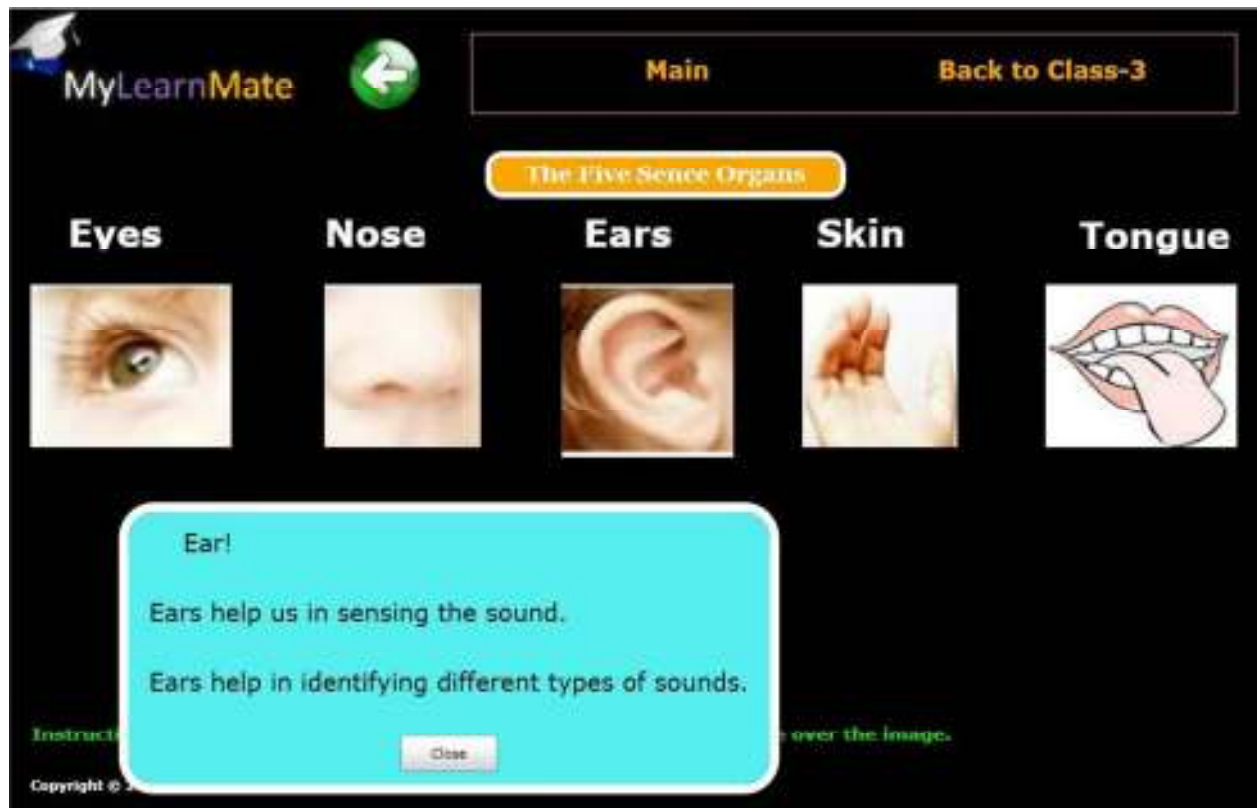 MyLearnMate
Main Back to Class-3
The Five Sence Organs
Eyes Nose Ears Skin Tongue
Ear!
Ears help us in sensing the sound.
Ears help in identifying different types of sounds.
Close
over the image.
Copyright ©